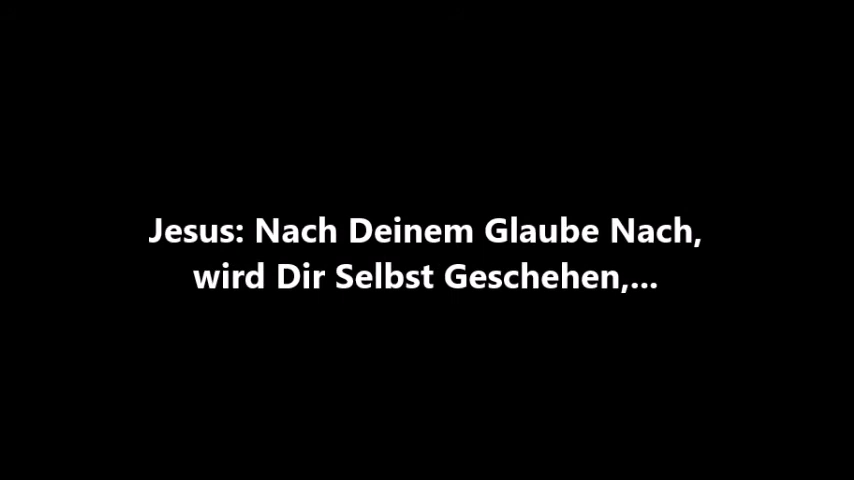 Jesus: Nach Deinem Glaube Nach,
wird Dir Selbst Geschehen,...